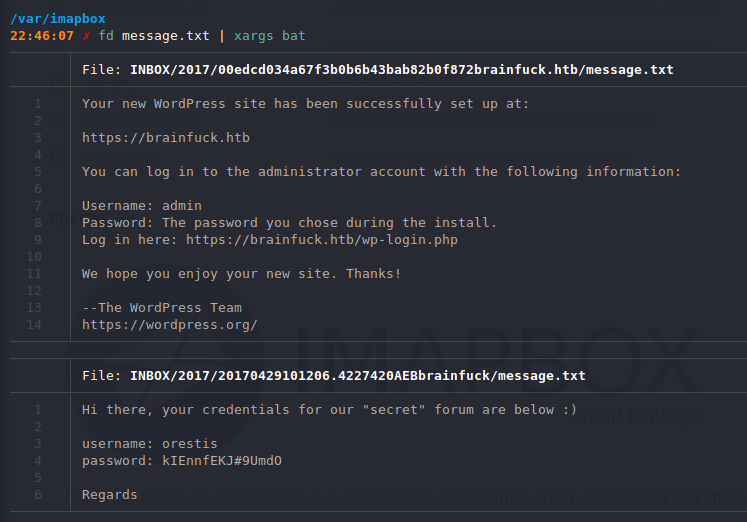 /var/imapbox
22:46:07 ✗ fd message.txt | xargs bat
File: INBOX/2017/00edcd034a67f3b0b6b43bab82b0f872brainfuck.htb/message.txt
1 Your new WordPress site has been successfully set up at:
2
3 https://brainfuck.htb
4
5 You can log in to the administrator account with the following information:
6
7 Username: admin
8 Password: The password you chose during the install.
9 Log in here: https://brainfuck.htb/wp-login.php
10
11 We hope you enjoy your new site. Thanks!
12
13 --The WordPress Team
14 https://wordpress.org/
IMAPBOX
email backups
File: INBOX/2017/20170429101206.4227420AEBbrainfuck/message.txt
1 Hi there, your credentials for our "secret" forum are below :)
2
3 username: orestis
4 password: kIEnnfEKJ#9UmdO
5
6 Regards